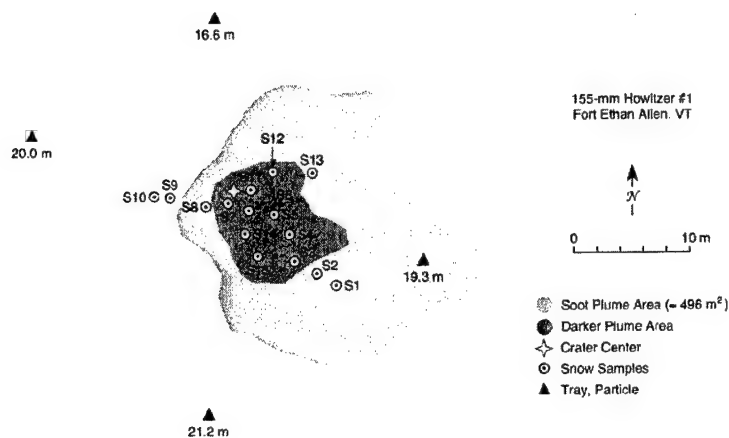 16.6 m
155-mm Howitzer #1
Fort Ethan Allen, VT
20.0 m
S12
S13
S10
S9
S8
N
0
10 m
19.3 m
S2
S1
Soot Plume Area (≈ 496 m²)
Darker Plume Area
Crater Center
Snow Samples
Tray, Particle
21.2 m